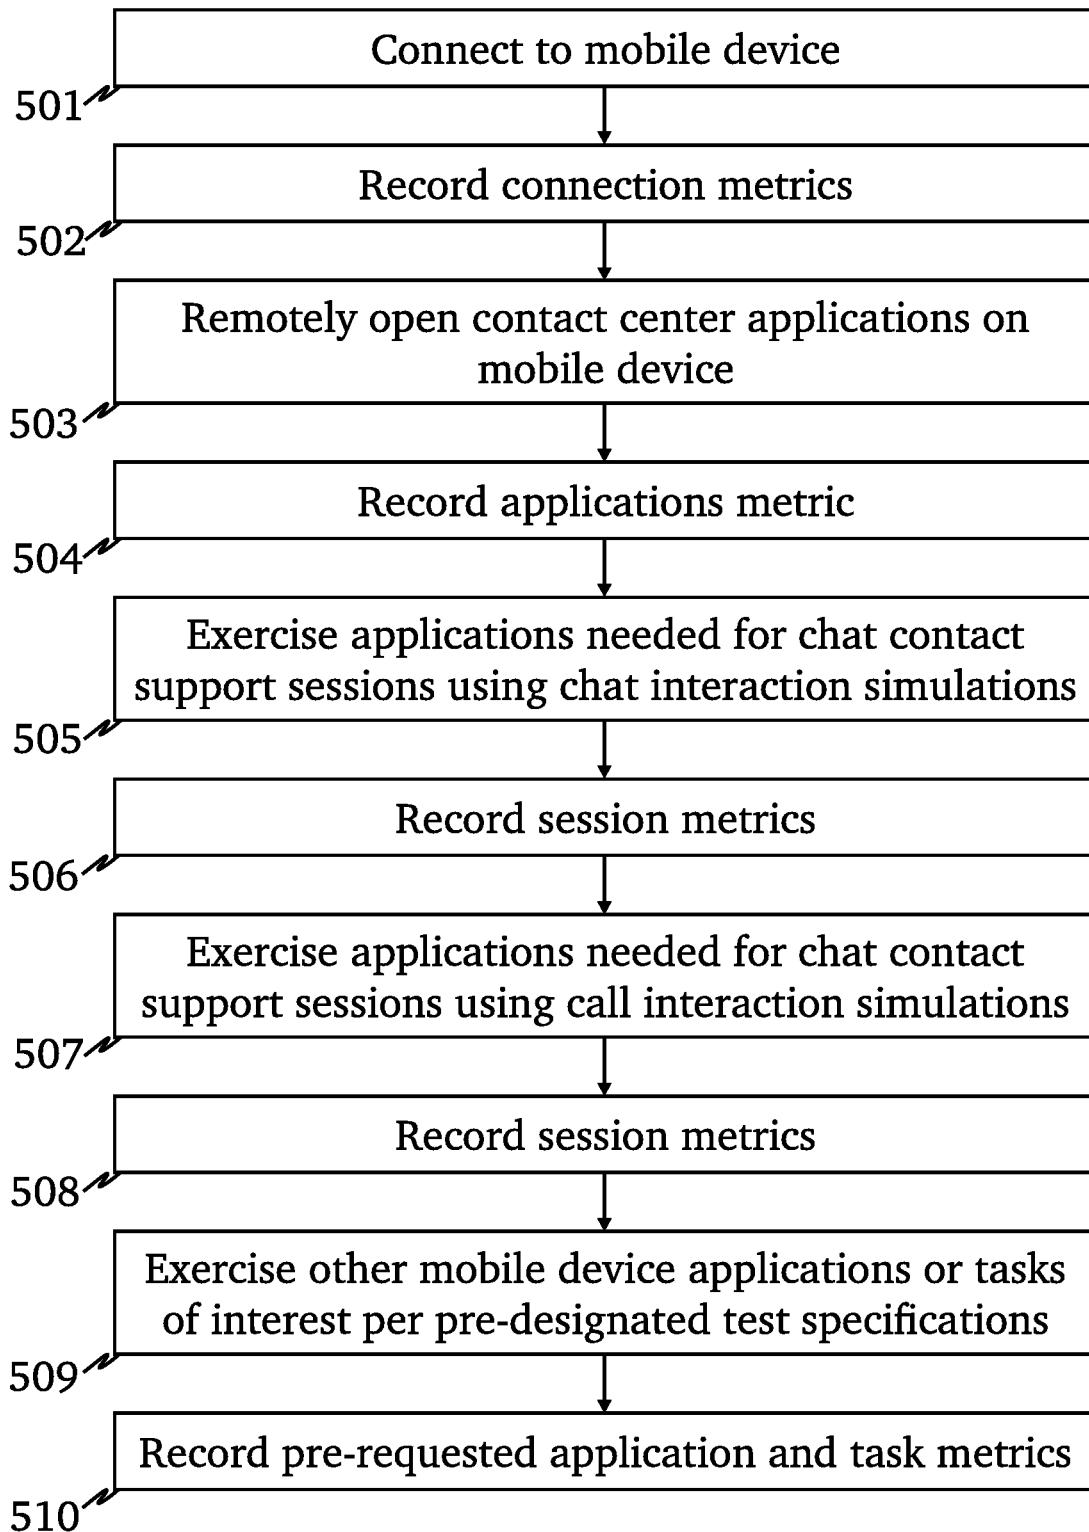 Connect to mobile device
501
Record connection metrics
502
Remotely open contact center applications on
mobile device
503
Record applications metric
504
Exercise applications needed for chat contact
support sessions using chat interaction simulations
505
Record session metrics
506
Exercise applications needed for chat contact
support sessions using call interaction simulations
507
Record session metrics
508
Exercise other mobile device applications or tasks
of interest per pre-designated test specifications
509
Record pre-requested application and task metrics
510